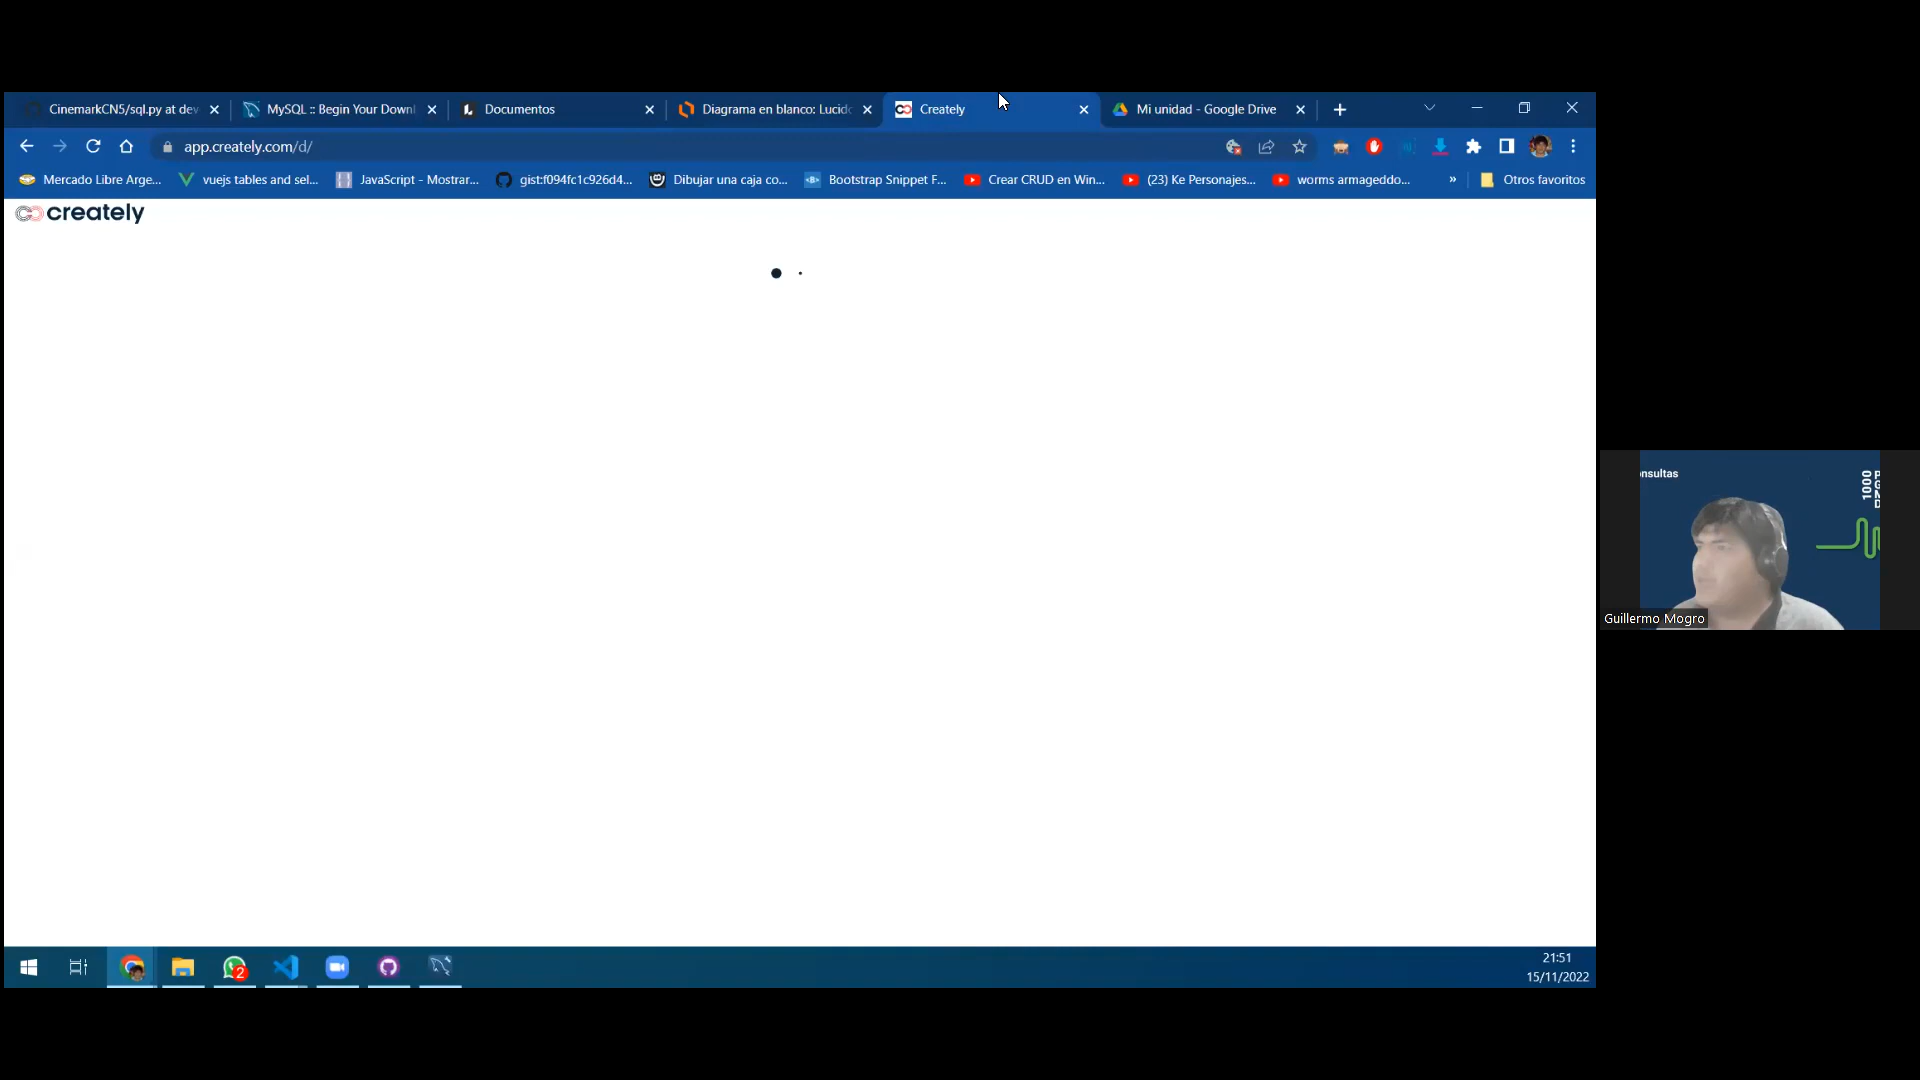 CinemarkCN5/sql.py at dev
MySQL :: Begin Your Downl
Documentos
Diagrama en blanco: Lucidc
Creately
Mi unidad - Google Drive
app.creately.com/d/
Mercado Libre Arge...
vuejs tables and sel...
JavaScript - Mostrar...
gist:f094fc1c926d4...
Dibujar una caja co...
Bootstrap Snippet F...
Crear CRUD en Win...
(23) Ke Personajes...
worms armageddo...
»
Otros favoritos
creately
nsultas
1000
Guillermo Mogro
2
21:51
15/11/2022